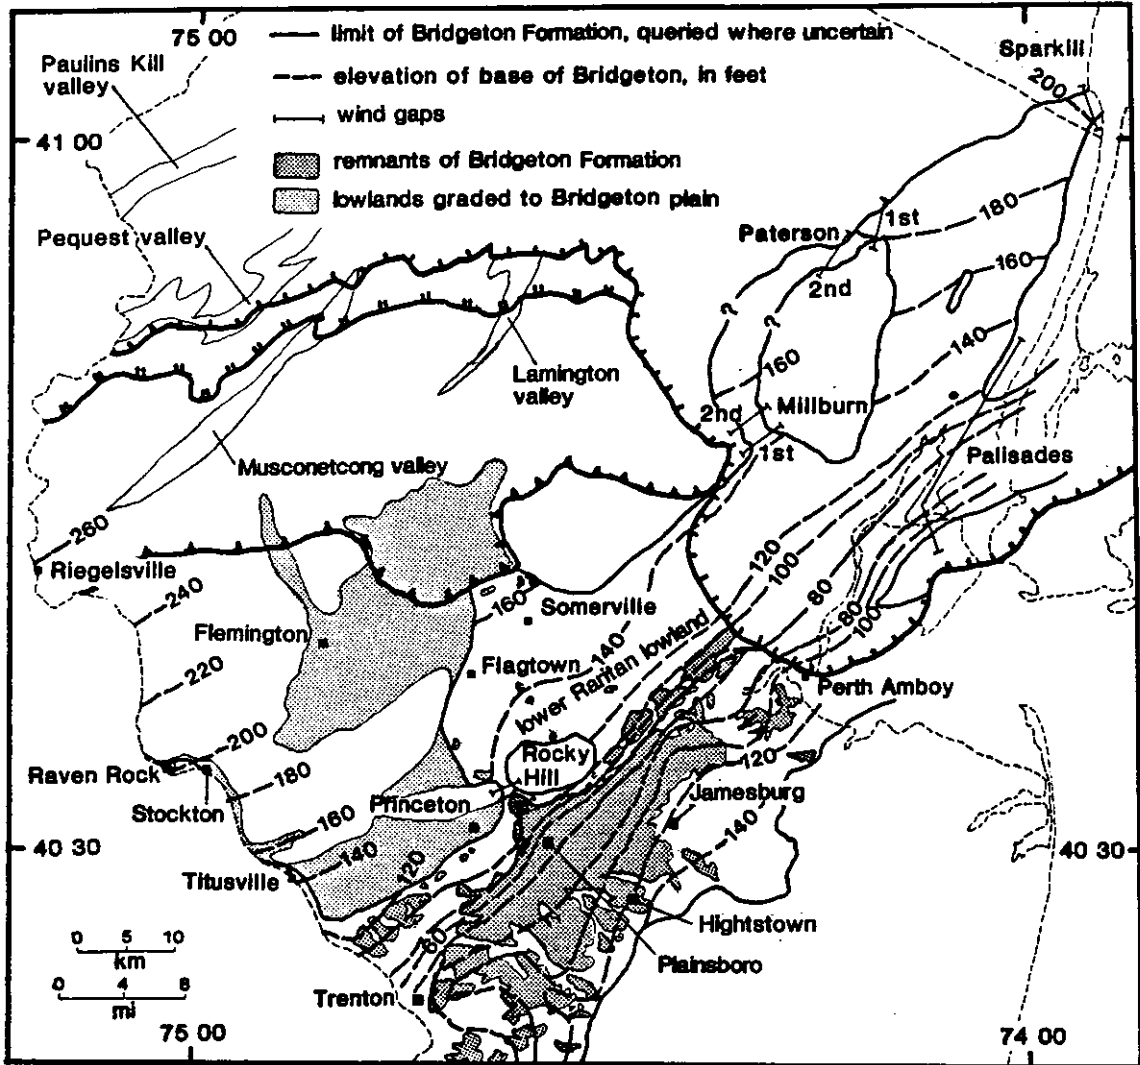 75 00
74 00
limit of Bridgeton Formation, queried where uncertain
elevation of base of Bridgeton, in feet
wind gaps
remnants of Bridgeton Formation
lowlands graded to Bridgeton plain
Paulins Kill
valley
Sparkill
200
41 00
41 00
Pequest valley
Paterson
1st
180
2nd
160
?
?
140
160
Lamington
valley
2nd
Millburn
1st
Musconetcong valley
Palisades
260
Riegelsville
120
100
240
160
Somerville
80
80
100
Flemington
140
lower Raritan lowland
220
Flagtown
Perth Amboy
200
Rocky
Hill
120
Raven Rock
180
Jamesburg
Stockton
Princeton
160
140
40 30
140
120
40 30
Titusville
60
Hightstown
0 5 10
km
Plainsboro
0 4 8
mi
Trenton
75 00
74 00